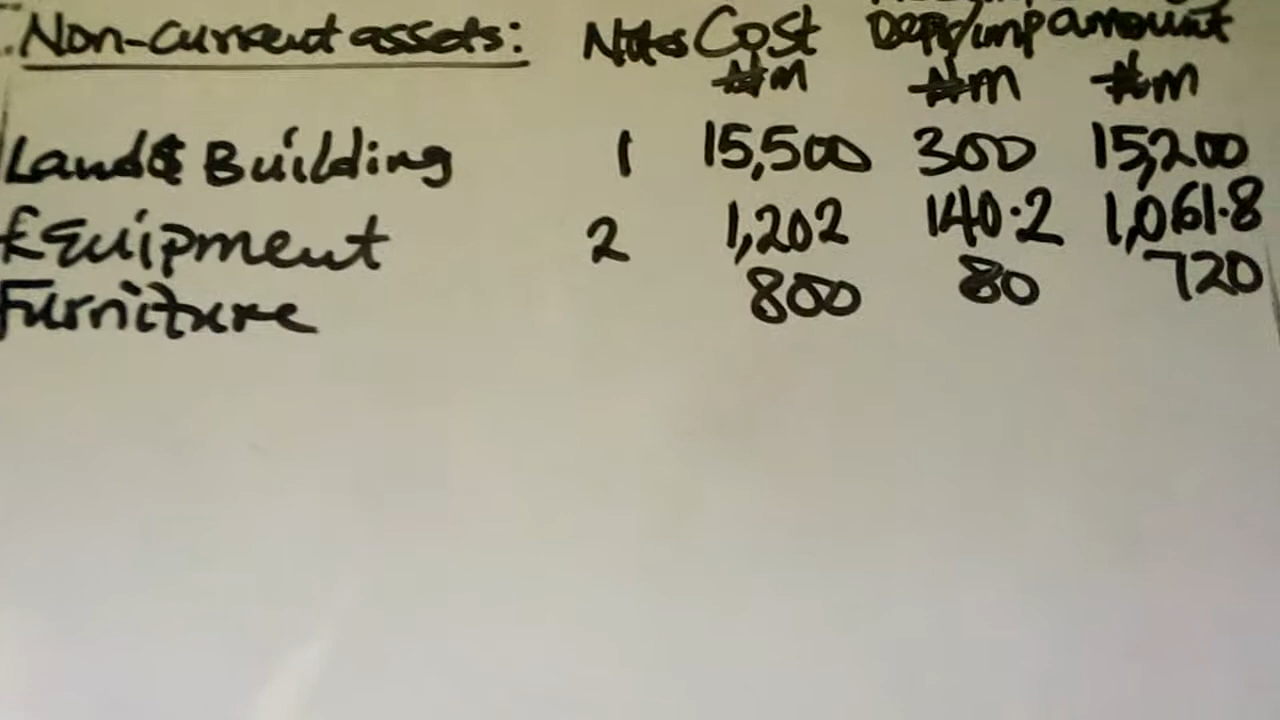 Non-current assets: Notes Cost Depr/imp amount
₦m ₦m ₦m
Land & Building 1 15,500 300 15,200
Equipment 2 1,202 140.2 1,061.8
Furniture 800 80 720